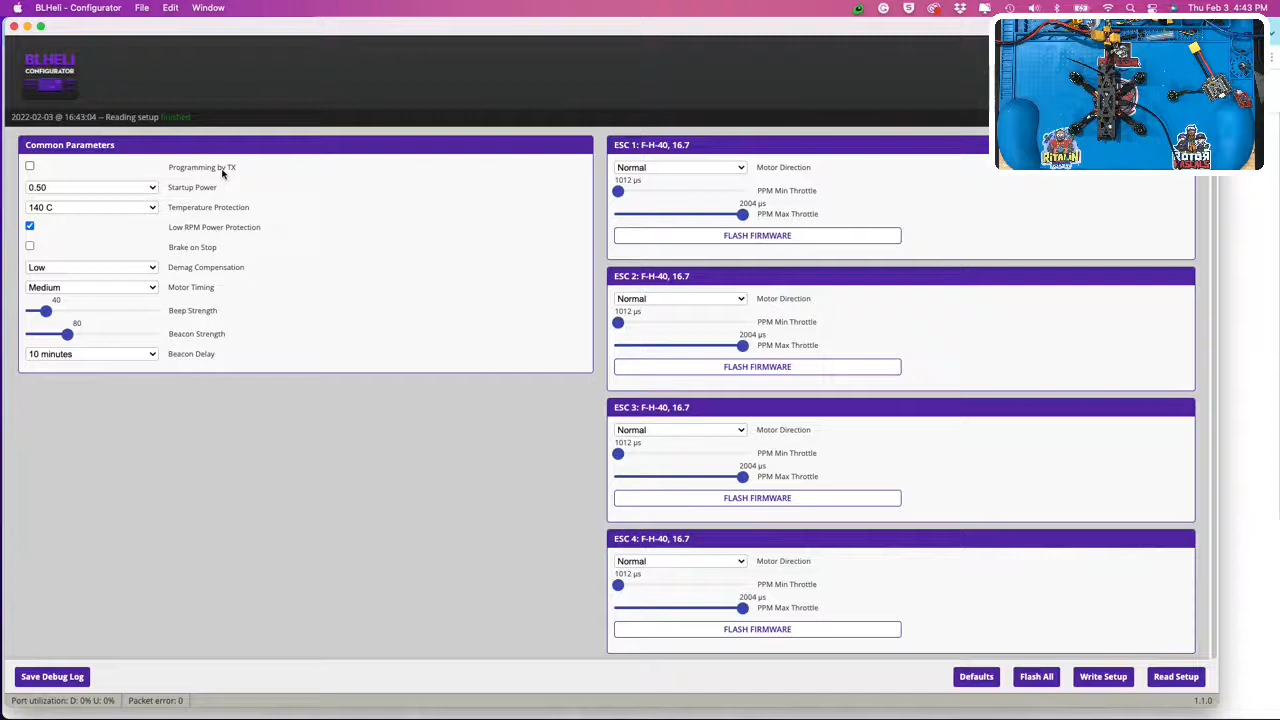 BLHeli - Configurator File Edit Window
Thu Feb 3 4:43 PM
BLHELI
CONFIGURATOR
2022-02-03 @ 16:43:04 -- Reading setup finished
Common Parameters
Programming by TX
0.50 Startup Power
140 C Temperature Protection
Low RPM Power Protection
Brake on Stop
Low Demag Compensation
Medium Motor Timing
40
Beep Strength
80
Beacon Strength
10 minutes Beacon Delay
ESC 1: F-H-40, 16.7
Normal Motor Direction
1012 µs
PPM Min Throttle
2004 µs
PPM Max Throttle
FLASH FIRMWARE
ESC 2: F-H-40, 16.7
Normal Motor Direction
1012 µs
PPM Min Throttle
2004 µs
PPM Max Throttle
FLASH FIRMWARE
ESC 3: F-H-40, 16.7
Normal Motor Direction
1012 µs
PPM Min Throttle
2004 µs
PPM Max Throttle
FLASH FIRMWARE
ESC 4: F-H-40, 16.7
Normal Motor Direction
1012 µs
PPM Min Throttle
2004 µs
PPM Max Throttle
FLASH FIRMWARE
RITALIN
ROTOR
RASCALS
Save Debug Log
Defaults Flash All Write Setup Read Setup
Port utilization: D: 0% U: 0% Packet error: 0
1.1.0